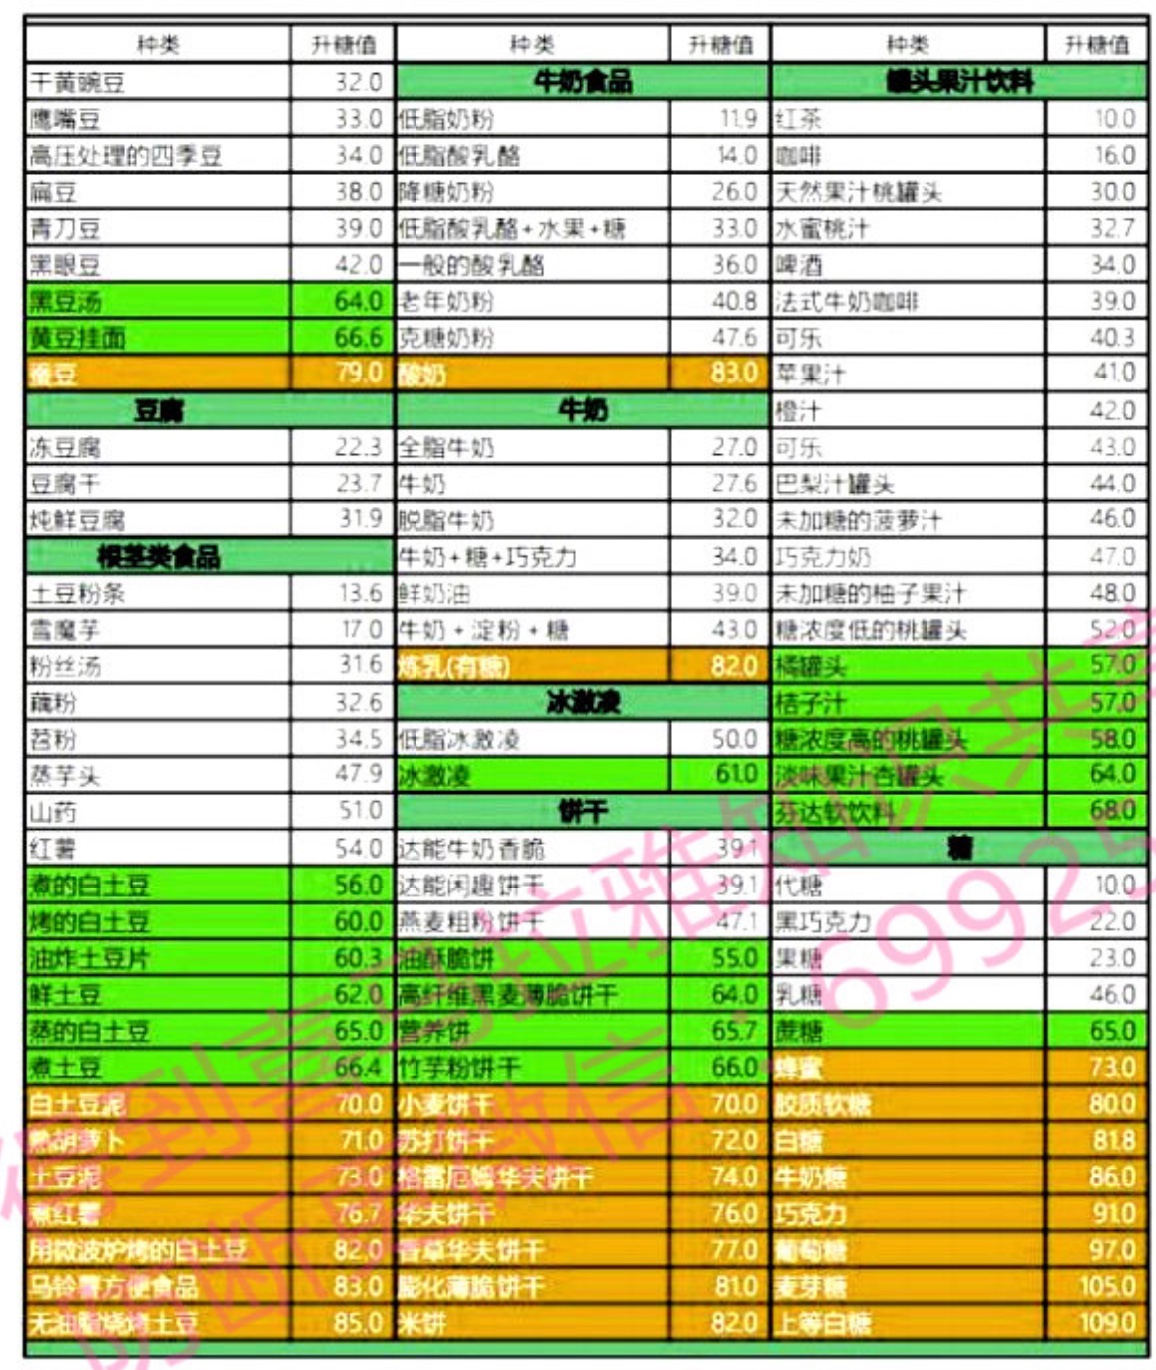 种类 升糖值 种类 升糖值 种类 升糖值
干黄豌豆 32.0 牛奶食品 罐头果汁饮料
鹰嘴豆 33.0 低脂奶粉 11.9 红茶 10.0
高压处理的四季豆 34.0 低脂酸乳酪 14.0 咖啡 16.0
扁豆 38.0 降糖奶粉 26.0 天然果汁桃罐头 30.0
青刀豆 39.0 低脂酸乳酪+水果+糖 33.0 水蜜桃汁 32.7
黑眼豆 42.0 一般的酸乳酪 36.0 啤酒 34.0
黑豆汤 64.0 老年奶粉 40.8 法式牛奶咖啡 39.0
黄豆挂面 66.6 克糖奶粉 47.6 可乐 40.3
蚕豆 79.0 酸奶 83.0 苹果汁 41.0
豆腐 牛奶 橙汁 42.0
冻豆腐 22.3 全脂牛奶 27.0 可乐 43.0
豆腐干 23.7 牛奶 27.6 巴梨汁罐头 44.0
炖鲜豆腐 31.9 脱脂牛奶 32.0 未加糖的菠萝汁 46.0
根茎类食品 牛奶+糖+巧克力 34.0 巧克力奶 47.0
土豆粉条 13.6 鲜奶油 39.0 未加糖的柚子果汁 48.0
雪魔芋 17.0 牛奶+淀粉+糖 43.0 糖浓度低的桃罐头 52.0
粉丝汤 31.6 炼乳(有糖) 82.0 橘罐头 57.0
藕粉 32.6 冰激凌 桔子汁 57.0
苕粉 34.5 低脂冰激凌 50.0 糖浓度高的桃罐头 58.0
蒸芋头 47.9 冰激凌 61.0 淡味果汁杏罐头 64.0
山药 51.0 饼干 芬达软饮料 68.0
红薯 54.0 达能牛奶香脆 39.1 糖
煮的白土豆 56.0 达能闲趣饼干 39.1 代糖 10.0
烤的白土豆 60.0 燕麦粗粉饼干 47.1 黑巧克力 22.0
油炸土豆片 60.3 油酥脆饼 55.0 果糖 23.0
鲜土豆 62.0 高纤维黑麦薄脆饼干 64.0 乳糖 46.0
蒸的白土豆 65.0 营养饼 65.7 蔗糖 65.0
煮土豆 66.4 竹芋粉饼干 66.0 蜂蜜 73.0
白土豆泥 70.0 小麦饼干 70.0 胶质软糖 80.0
熟胡萝卜 71.0 苏打饼干 72.0 白糖 81.8
土豆泥 73.0 格雷厄姆华夫饼干 74.0 牛奶糖 86.0
煮红薯 76.7 华夫饼干 76.0 巧克力 91.0
用微波炉烤的白土豆 82.0 香草华夫饼干 77.0 葡萄糖 97.0
马铃薯方便食品 83.0 膨化薄脆饼干 81.0 麦芽糖 105.0
无油脂烧烤土豆 85.0 米饼 82.0 上等白糖 109.0